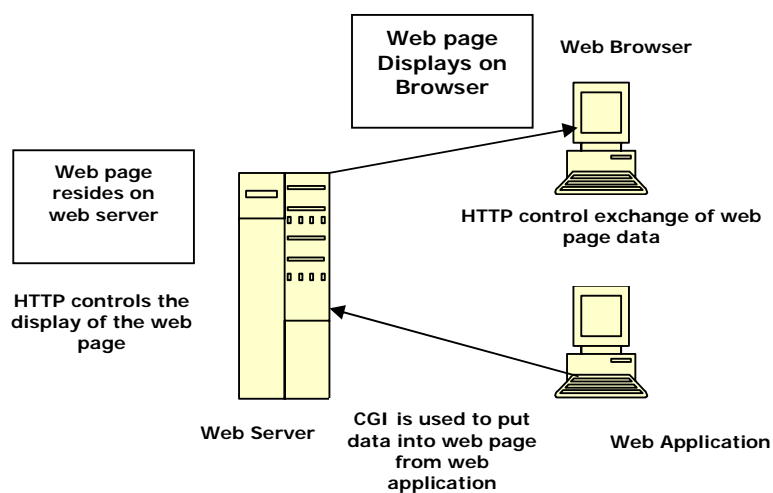 Web page
Displays on
Browser
Web Browser
Web page
resides on
web server
HTTP control exchange of web
page data
HTTP controls the
display of the web
page
Web Server
CGI is used to put
data into web page
from web
application
Web Application